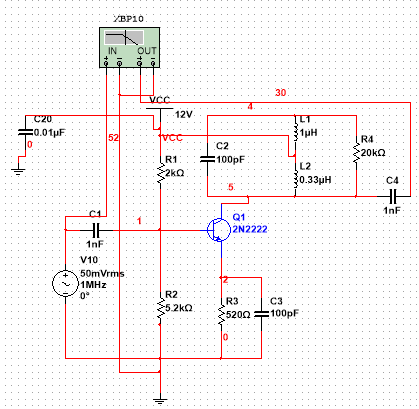 XBP10
IN
OUT
30
4
VCC
12V
C20
0.01µF
0
52
VCC
L1
1µH
R1
2kΩ
C2
100pF
R4
20kΩ
L2
0.33µH
C4
1nF
5
C1
1nF
1
Q1
2N2222
V10
50mVrms
1MHz
0°
2
R2
5.2kΩ
R3
520Ω
C3
100pF
0